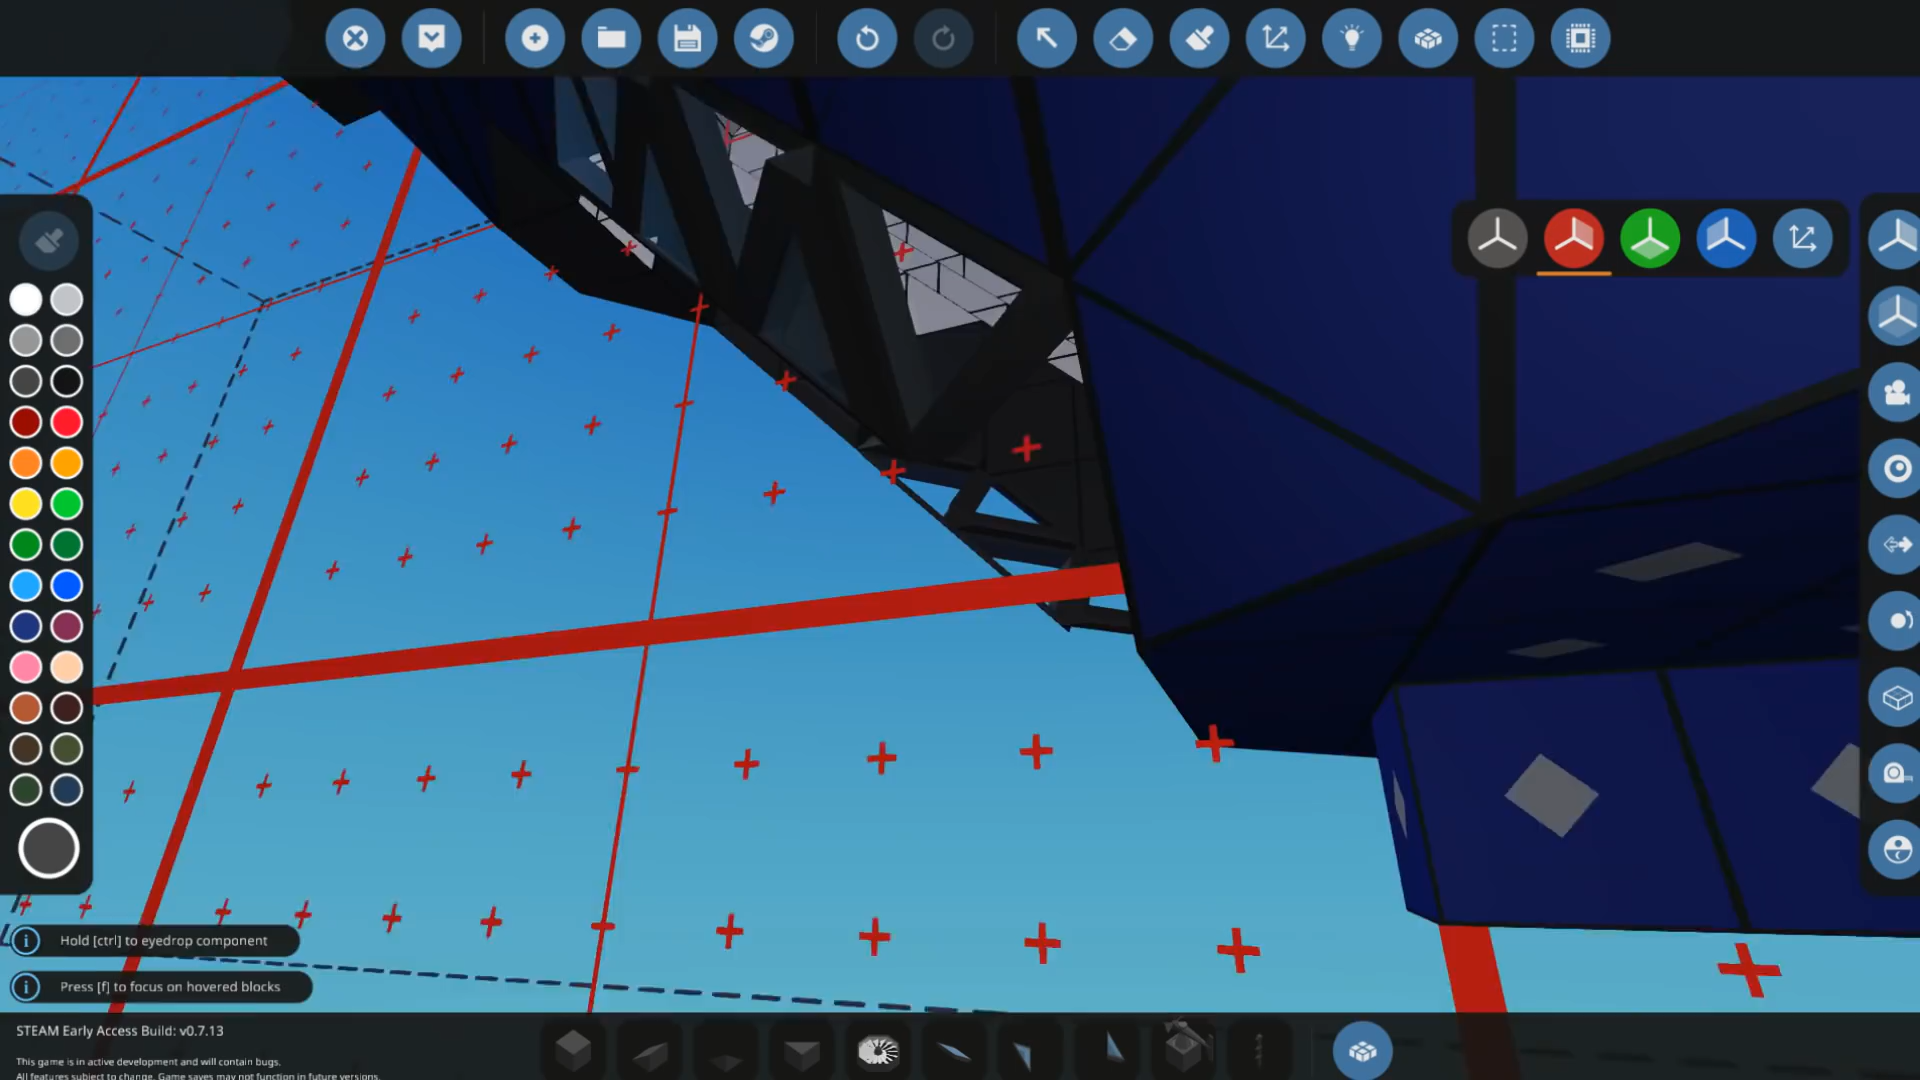 Hold [ctrl] to eyedrop component
Press [f] to focus on hovered blocks
STEAM Early Access Build: v0.7.13
This game is in active development and will contain bugs.
All features subject to change. Game saves may not function in future versions.